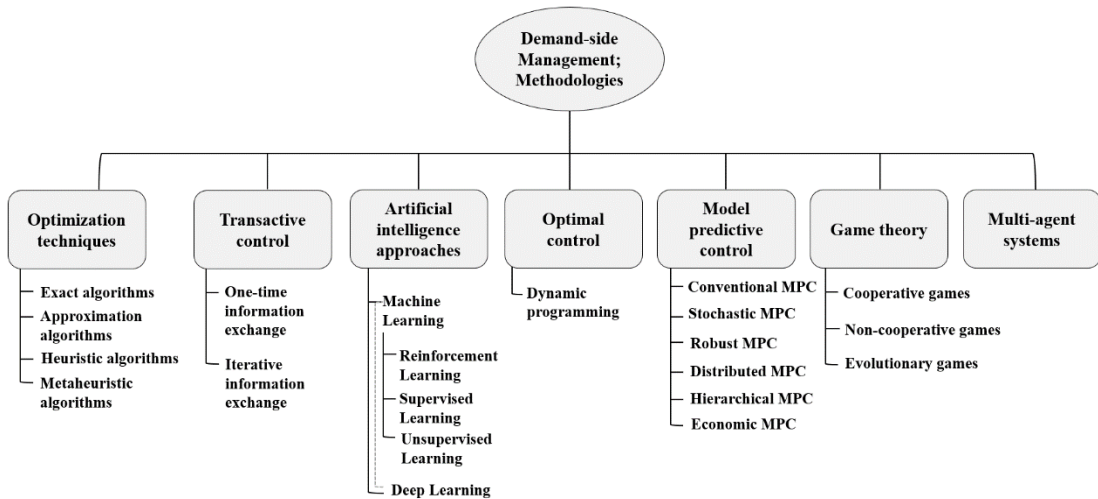 Demand-side
Management;
Methodologies
Optimization
techniques
Exact algorithms
Approximation
algorithms
Heuristic algorithms
Metaheuristic
algorithms
Transactive
control
One-time
information
exchange
Iterative
information
exchange
Artificial
intelligence
approaches
Machine
Learning
Reinforcement
Learning
Supervised
Learning
Unsupervised
Learning
Deep Learning
Optimal
control
Dynamic
programming
Model
predictive
control
Conventional MPC
Stochastic MPC
Robust MPC
Distributed MPC
Hierarchical MPC
Economic MPC
Game theory
Cooperative games
Non-cooperative games
Evolutionary games
Multi-agent
systems